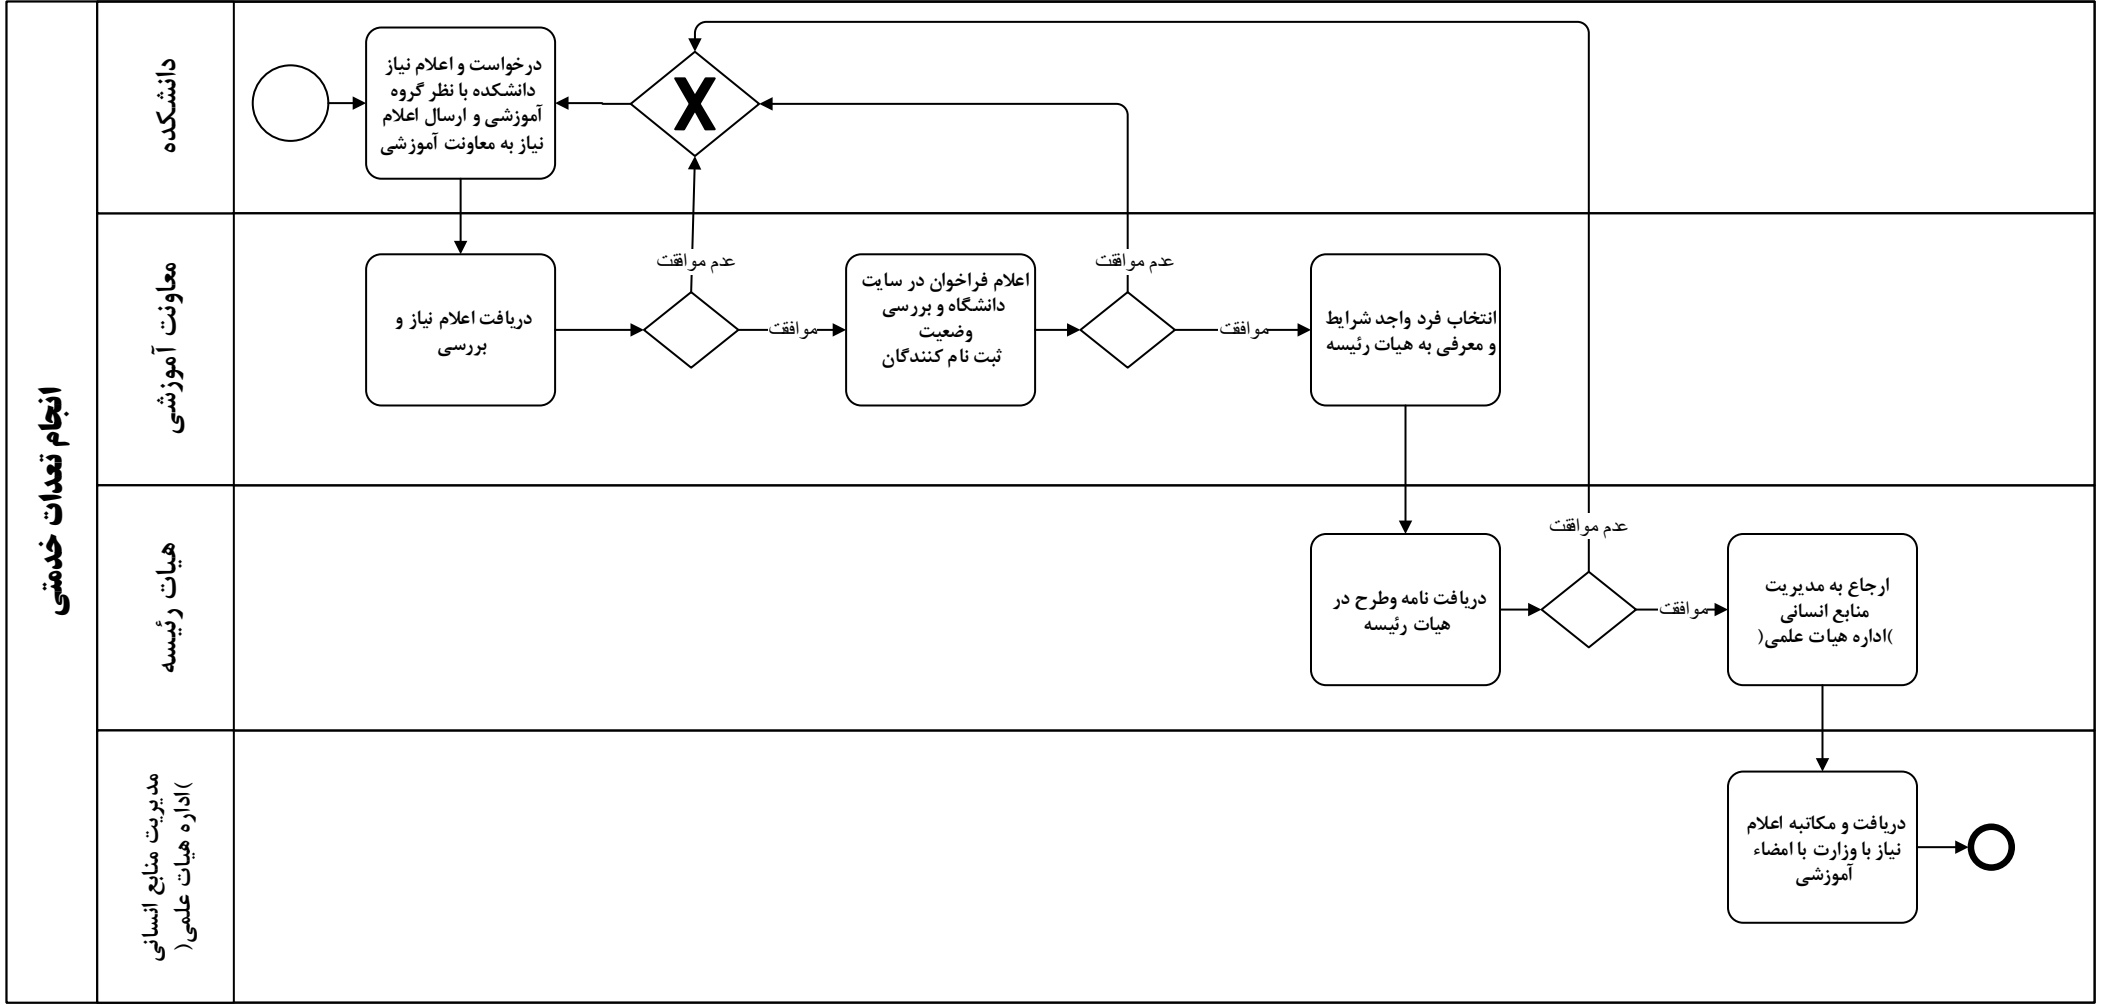 انجام تعدات خدمتی
دانشکده
درخواست و اعلام نیاز
دانشکده با نظر گروه
آموزشی و ارسال اعلام
نیاز به معاونت آموزشی
X
معاونت آموزشی
دریافت اعلام نیاز و
بررسی
عدم موافقت
موافقت
اعلام فراخوان در سایت
دانشگاه و بررسی
وضعیت
ثبت نام کنندگان
عدم موافقت
موافقت
انتخاب فرد واجد شرایط
و معرفی به هیات رئیسه
هیات رئیسه
دریافت نامه وطرح در
هیات رئیسه
عدم موافقت
موافقت
ارجاع به مدیریت
منابع انسانی
)اداره هیات علمی(
مدیریت منابع انسانی
)اداره هیات علمی(
دریافت و مکاتبه اعلام
نیاز با وزارت با امضاء
آموزشی